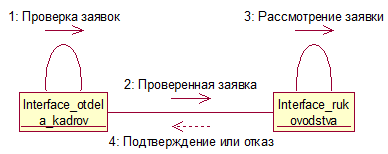 1: Проверка заявок
3: Рассмотрение заявки
2: Проверенная заявка
Interface_otdel
a_kadrov
Interface_ruk
ovodstva
4: Подтверждение или отказ